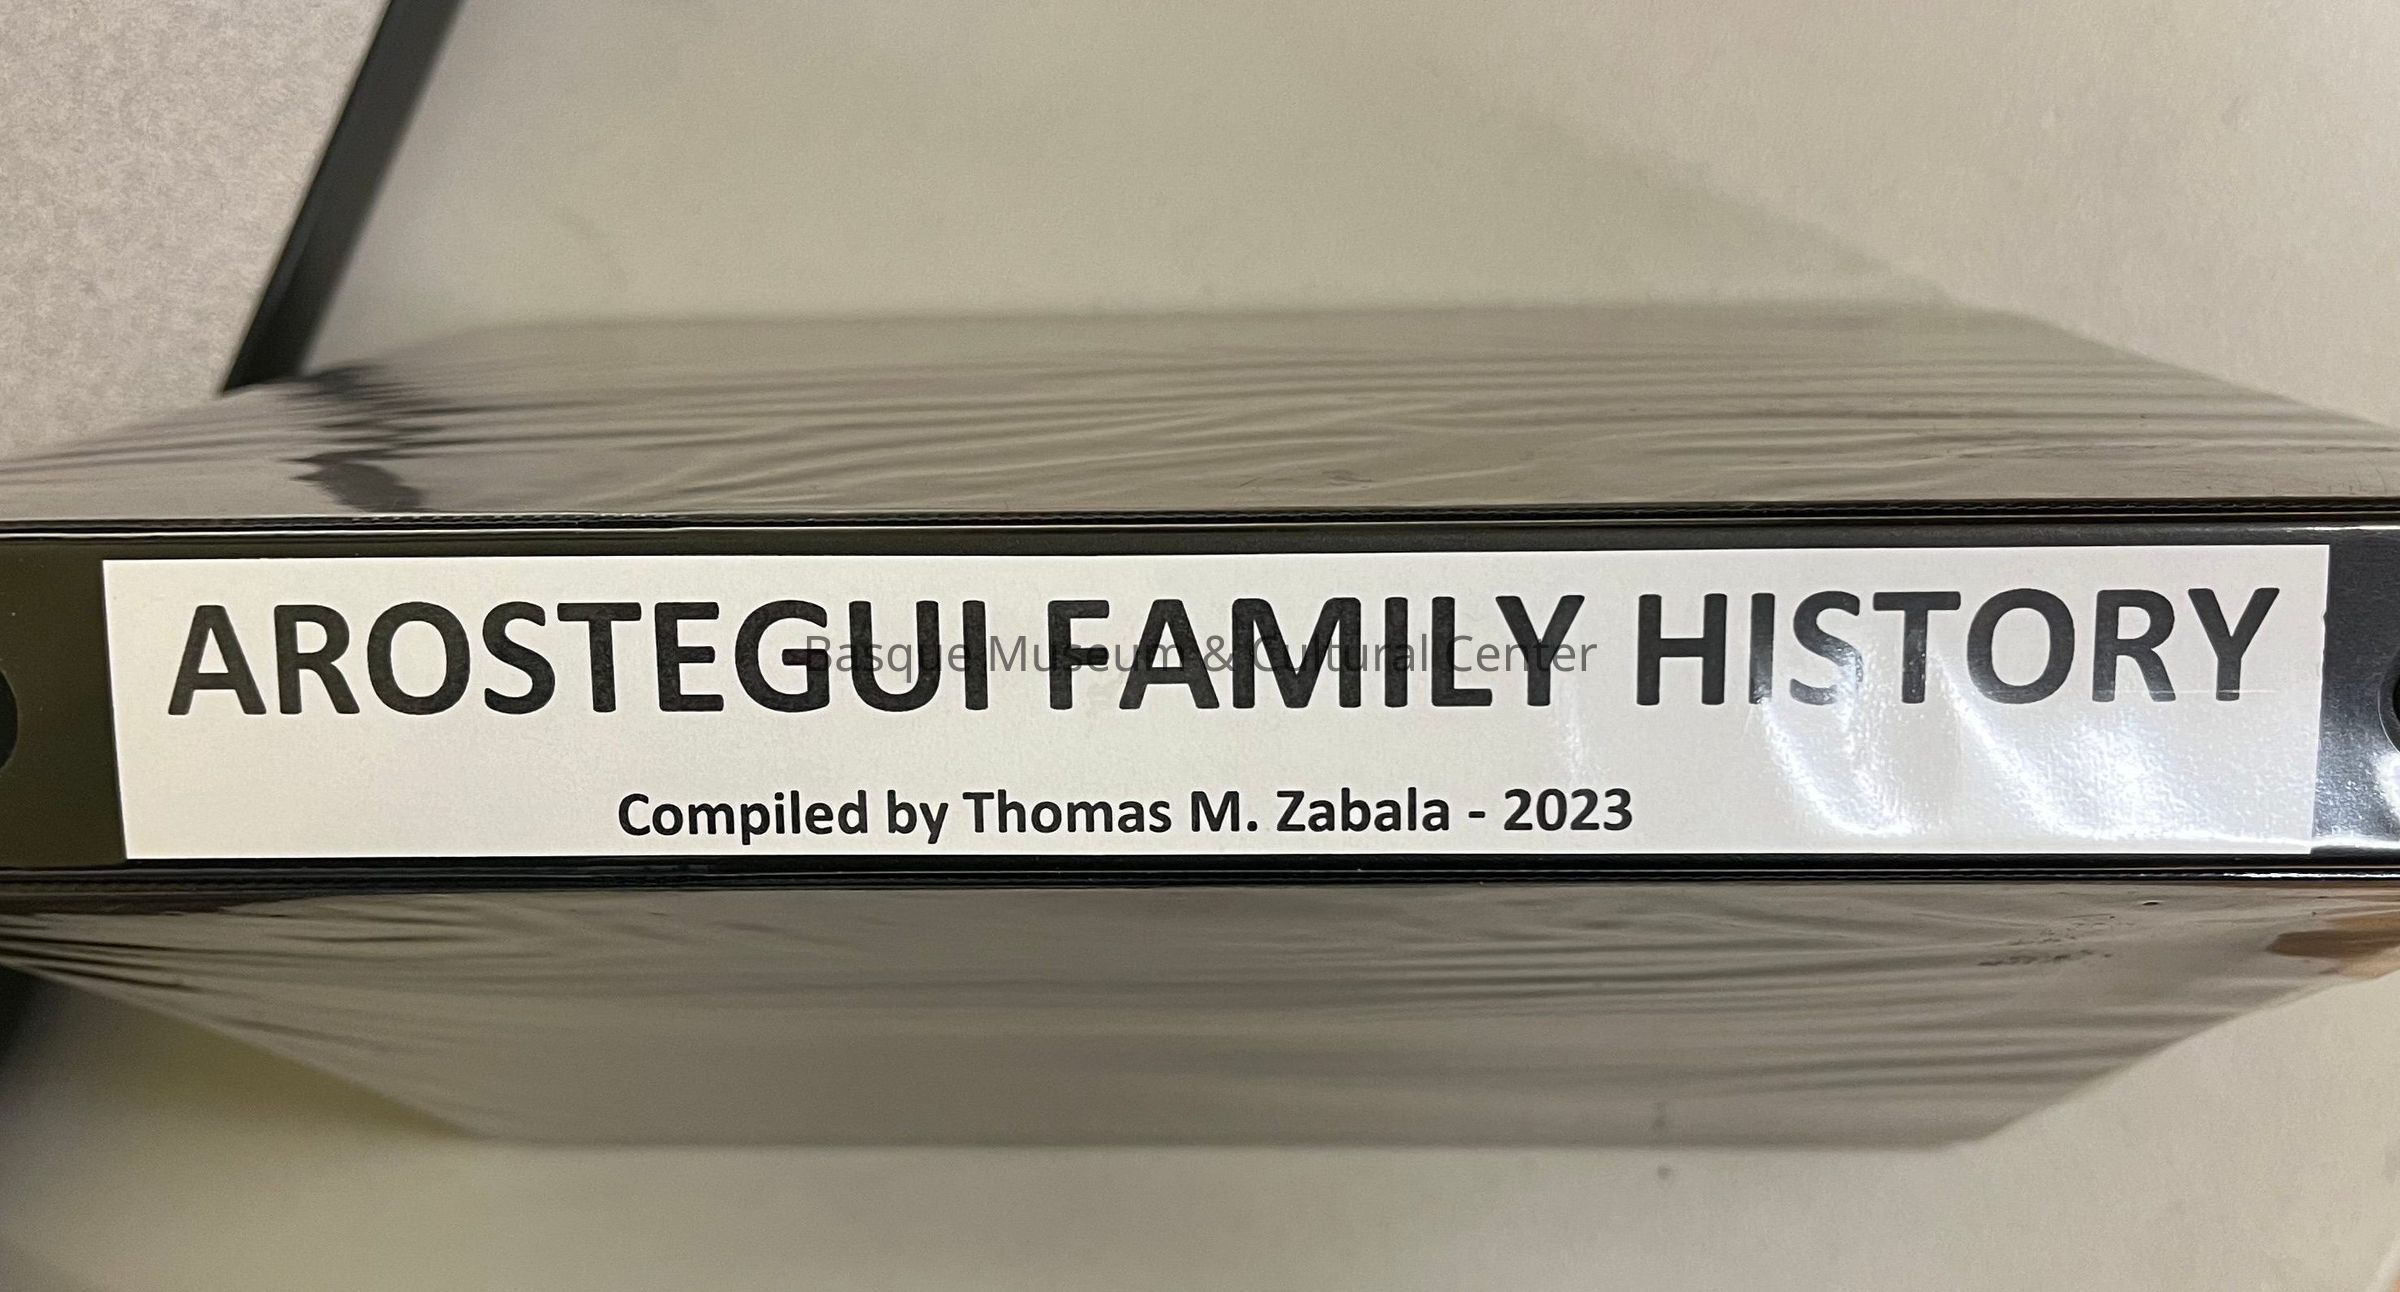 AROSTEGUI FAMILY HISTORY
Basque Museum & Cultural Center
Compiled by Thomas M. Zabala - 2023